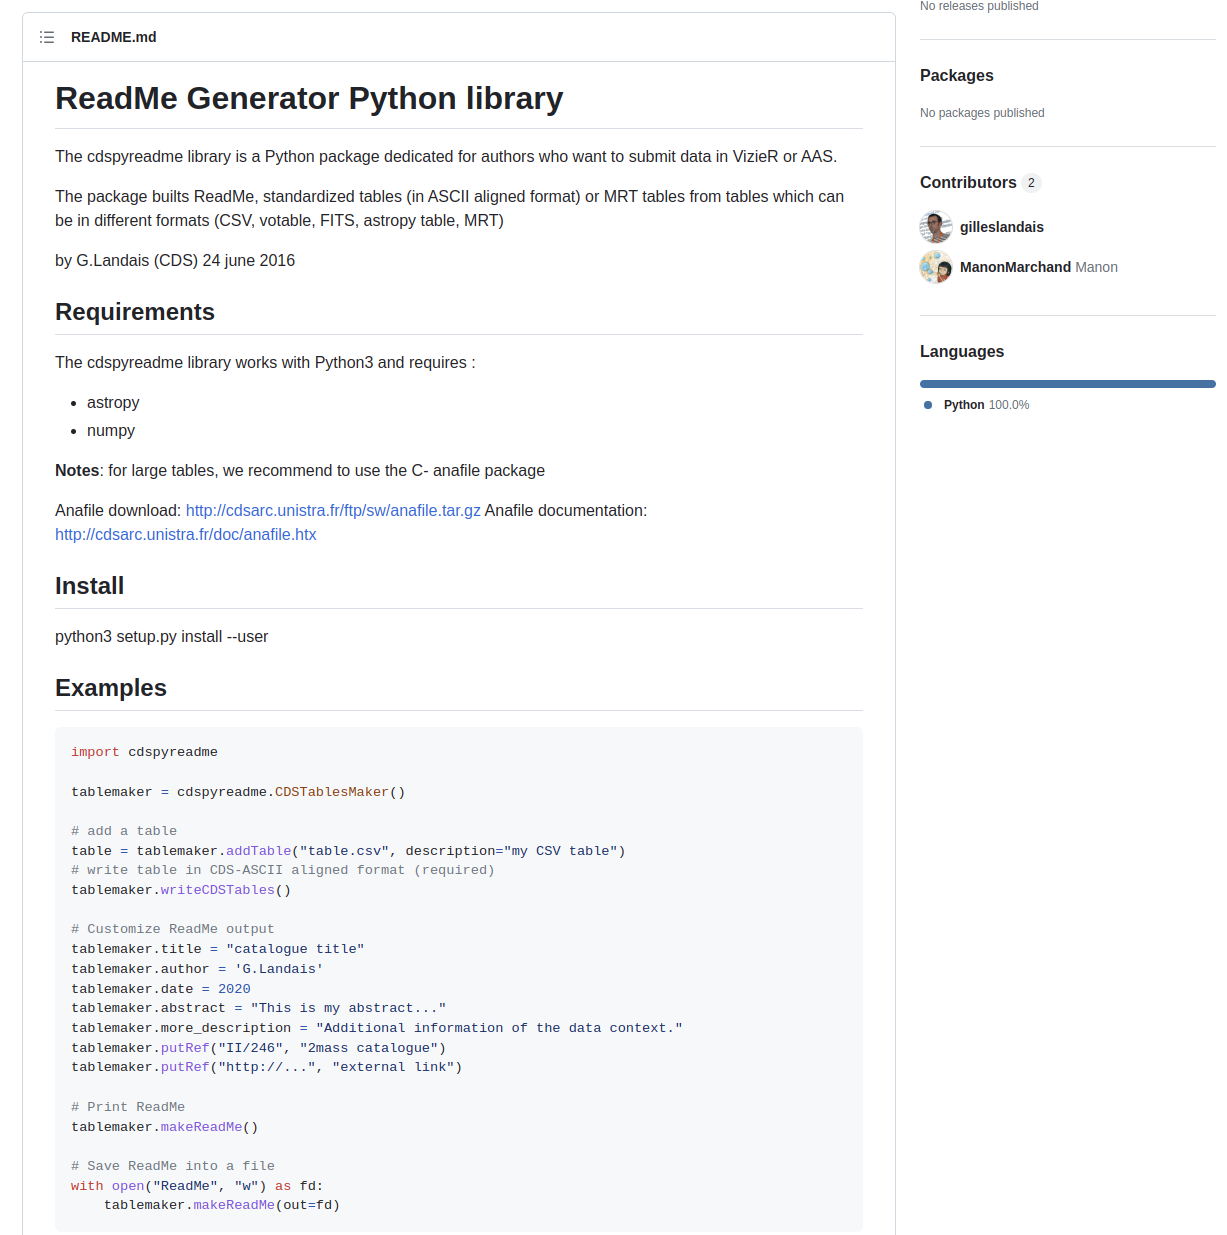 README.md
ReadMe Generator Python library
The cdspyreadme library is a Python package dedicated for authors who want to submit data in VizieR or AAS.
The package builts ReadMe, standardized tables (in ASCII aligned format) or MRT tables from tables which can
be in different formats (CSV, votable, FITS, astropy table, MRT)
by G.Landais (CDS) 24 june 2016
Requirements
The cdspyreadme library works with Python3 and requires :
astropy
numpy
Notes: for large tables, we recommend to use the C- anafile package
Anafile download: http://cdsarc.unistra.fr/ftp/sw/anafile.tar.gz Anafile documentation:
http://cdsarc.unistra.fr/doc/anafile.htx
Install
python3 setup.py install --user
Examples
import cdspyreadme
tablemaker = cdspyreadme.CDSTablesMaker()
# add a table
table = tablemaker.addTable("table.csv", description="my CSV table")
# write table in CDS-ASCII aligned format (required)
tablemaker.writeCDSTables()
# Customize ReadMe output
tablemaker.title = "catalogue title"
tablemaker.author = 'G.Landais'
tablemaker.date = 2020
tablemaker.abstract = "This is my abstract..."
tablemaker.more_description = "Additional information of the data context."
tablemaker.putRef("II/246", "2mass catalogue")
tablemaker.putRef("http://...", "external link")
# Print ReadMe
tablemaker.makeReadMe()
# Save ReadMe into a file
with open("ReadMe", "w") as fd:
    tablemaker.makeReadMe(out=fd)
No releases published
Packages
No packages published
Contributors 2
gilleslandais
ManonMarchand Manon
Languages
Python 100.0%